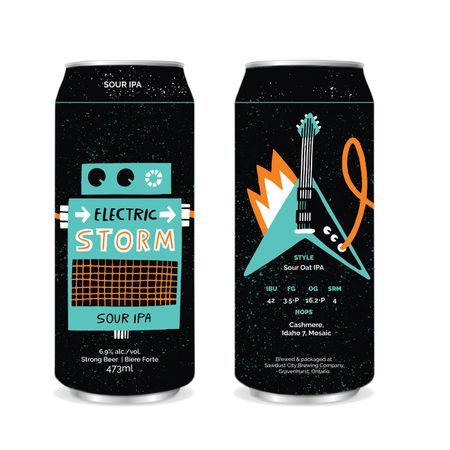 SOUR IPA
ELECTRIC
STORM
SOUR IPA
6.9% alc./vol.
Strong Beer | Biere Forte
473ml
STYLE
Sour Oat IPA
IBU FG OG SRM
42 3.5°P 16.2°P 4
HOPS
Cashmere,
Idaho 7, Mosaic
Brewed & packaged at
Sawdust City Brewing Company,
Gravenhurst, Ontario.